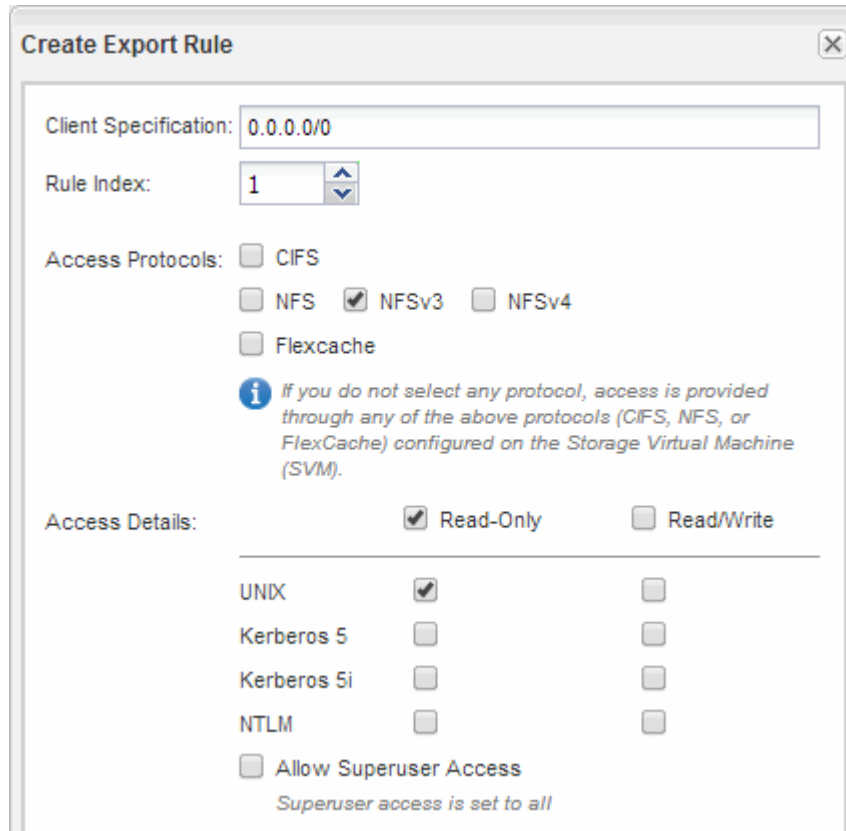 Create Export Rule
Client Specification: 0.0.0.0/0
Rule Index: 1
Access Protocols: CIFS
NFS NFSv3 NFSv4
Flexcache
If you do not select any protocol, access is provided
through any of the above protocols (CIFS, NFS, or
FlexCache) configured on the Storage Virtual Machine
(SVM).
Access Details: Read-Only Read/Write
UNIX
Kerberos 5
Kerberos 5i
NTLM
Allow Superuser Access
Superuser access is set to all